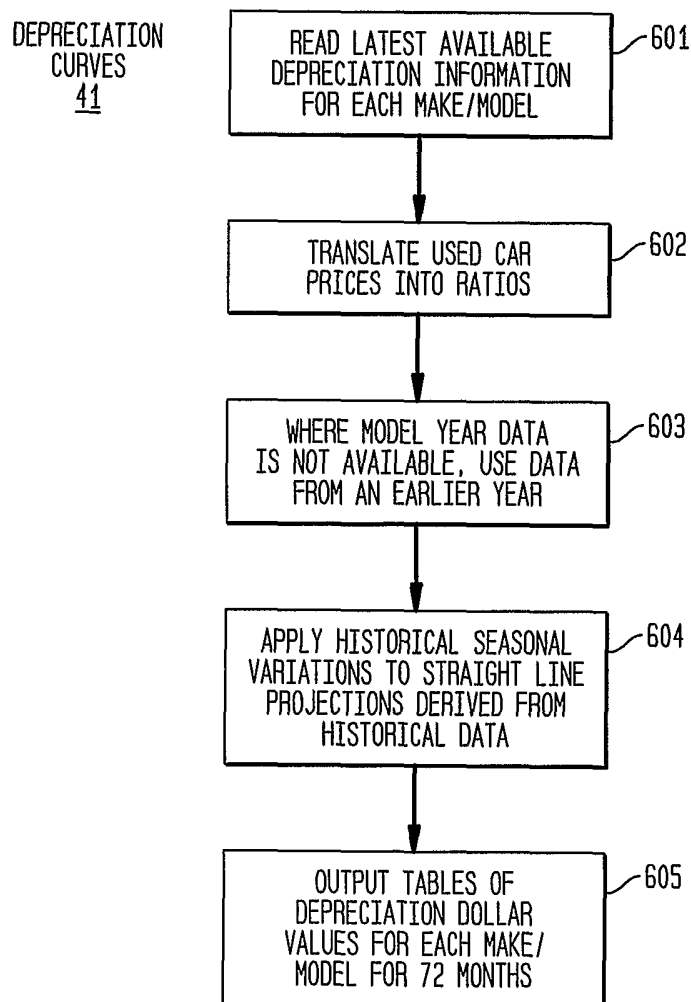 DEPRECIATION
CURVES
41
READ LATEST AVAILABLE
DEPRECIATION INFORMATION
FOR EACH MAKE/MODEL
601
TRANSLATE USED CAR
PRICES INTO RATIOS
602
WHERE MODEL YEAR DATA
IS NOT AVAILABLE, USE DATA
FROM AN EARLIER YEAR
603
APPLY HISTORICAL SEASONAL
VARIATIONS TO STRAIGHT LINE
PROJECTIONS DERIVED FROM
HISTORICAL DATA
604
OUTPUT TABLES OF
DEPRECIATION DOLLAR
VALUES FOR EACH MAKE/
MODEL FOR 72 MONTHS
605